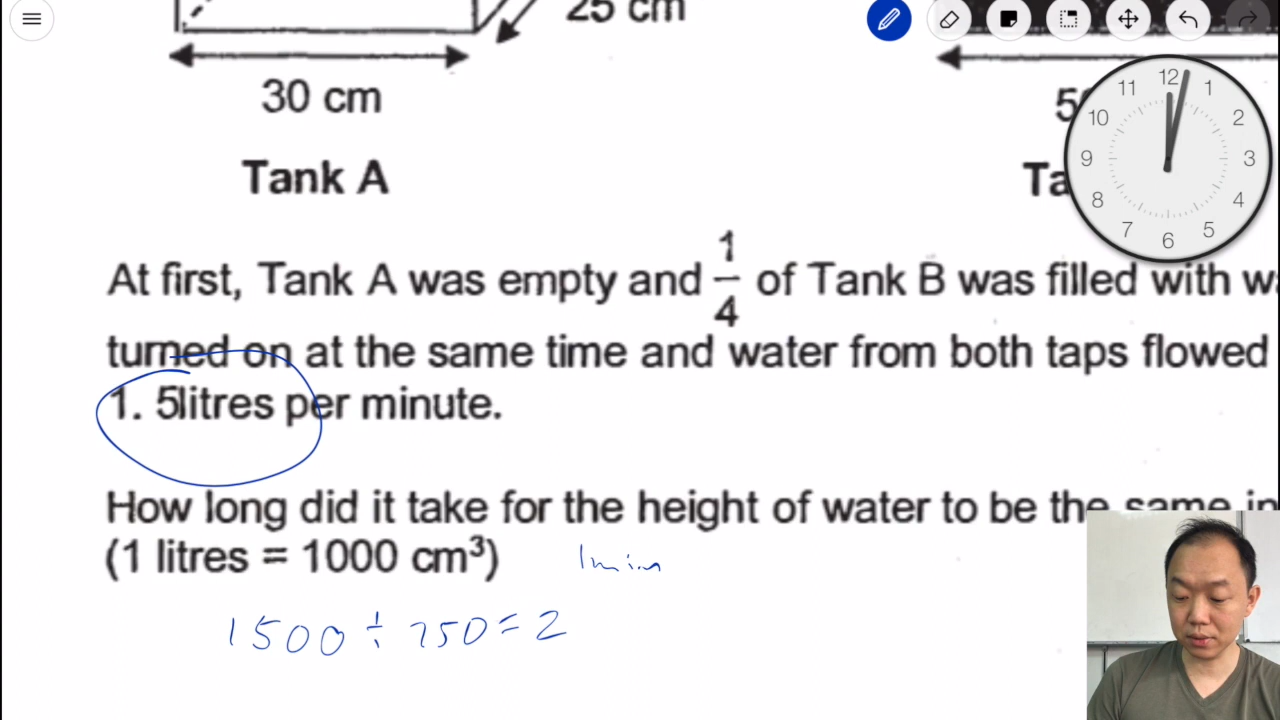 25 cm
30 cm
5
Tank A
Ta
12
11
1
10
2
9
3
8
4
7
5
6
At first, Tank A was empty and 1/4 of Tank B was filled with w
turned on at the same time and water from both taps flowed
1. 5litres per minute.
How long did it take for the height of water to be the same in
(1 litres = 1000 cm³)
1min
1500 ÷ 750 = 2